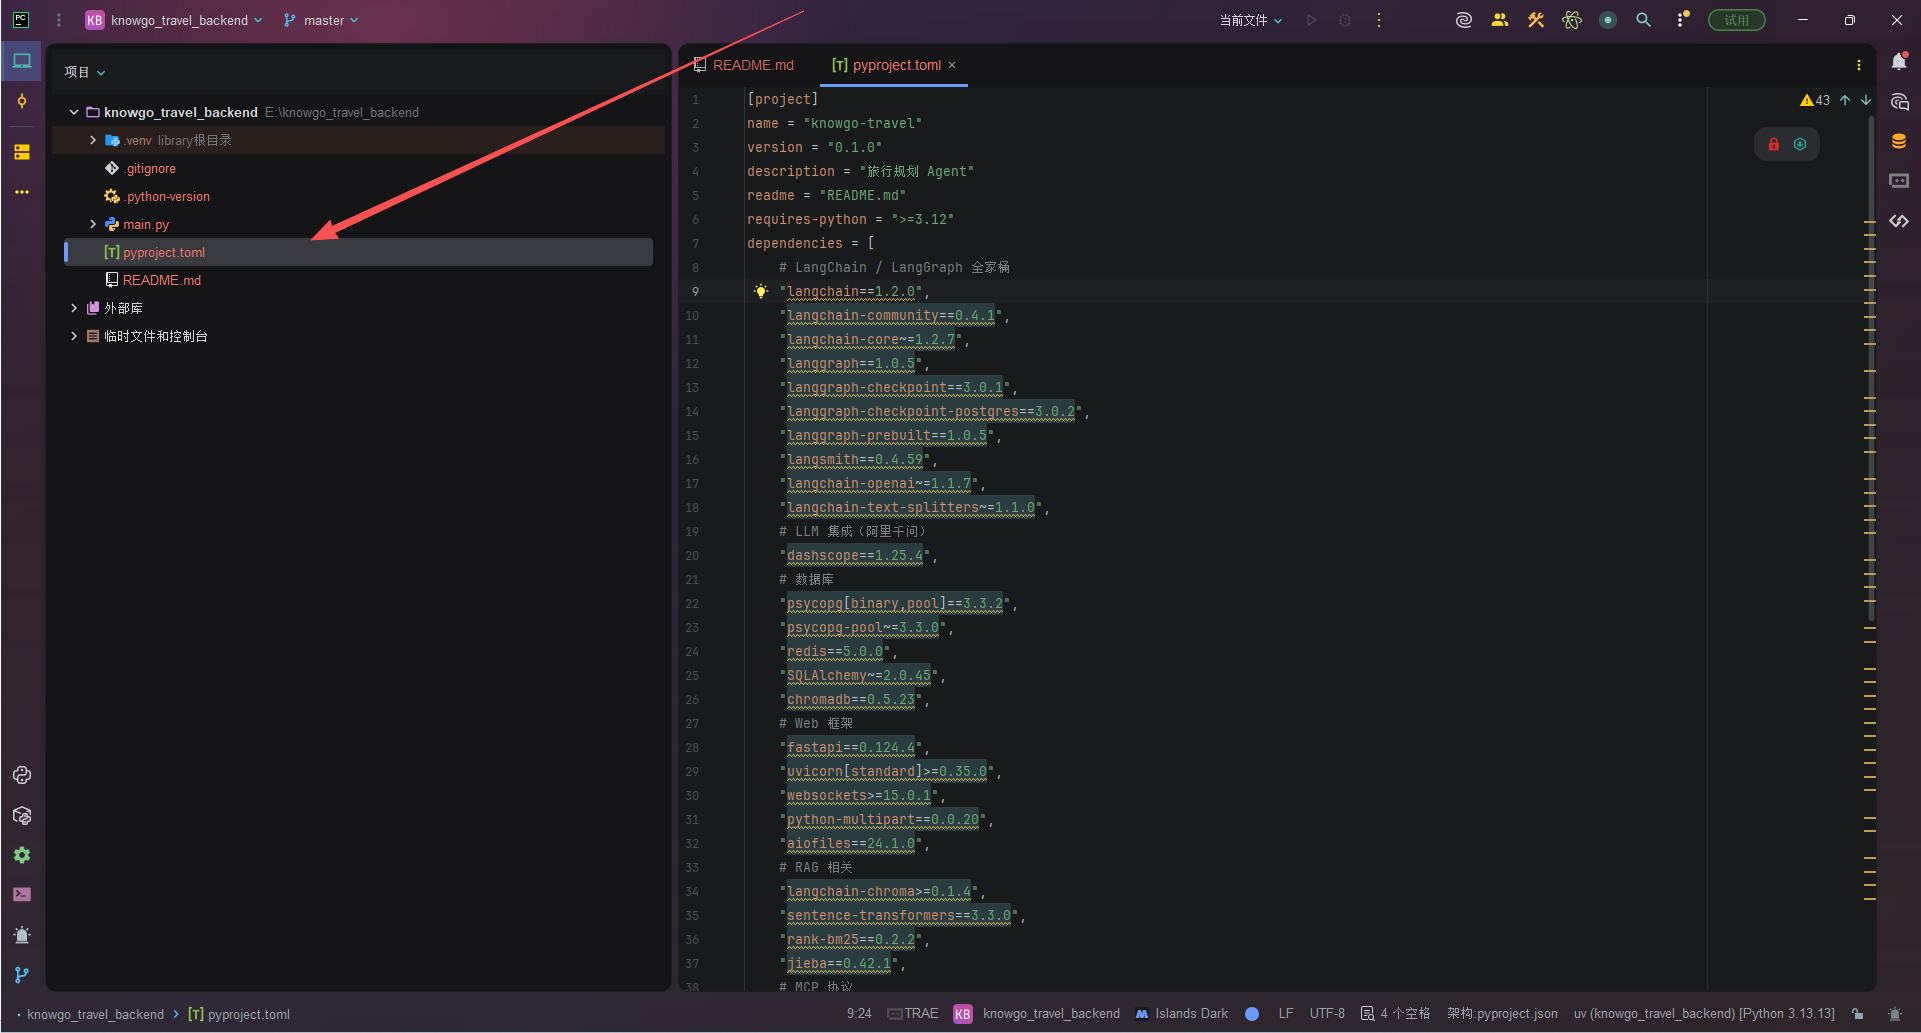 PC
KB knowgo_travel_backend master 当前文件 试用
项目
knowgo_travel_backend E:\knowgo_travel_backend
.venv library根目录
.gitignore
.python-version
main.py
[T] pyproject.toml
README.md
外部库
临时文件和控制台
README.md [T] pyproject.toml
43
1 [project]
2 name = "knowgo-travel"
3 version = "0.1.0"
4 description = "旅行规划 Agent"
5 readme = "README.md"
6 requires-python = ">=3.12"
7 dependencies = [
8 # LangChain / LangGraph 全家桶
9 "langchain==1.2.0",
10 "langchain-community==0.4.1",
11 "langchain-core~=1.2.7",
12 "langgraph==1.0.5",
13 "langgraph-checkpoint==3.0.1",
14 "langgraph-checkpoint-postgres==3.0.2",
15 "langgraph-prebuilt==1.0.5",
16 "langsmith==0.4.59",
17 "langchain-openai~=1.1.7",
18 "langchain-text-splitters~=1.1.0",
19 # LLM 集成（阿里千问）
20 "dashscope==1.25.4",
21 # 数据库
22 "psycopg[binary,pool]==3.3.2",
23 "psycopg-pool~=3.3.0",
24 "redis==5.0.0",
25 "SQLAlchemy~=2.0.45",
26 "chromadb==0.5.23",
27 # Web 框架
28 "fastapi==0.124.4",
29 "uvicorn[standard]>=0.35.0",
30 "websockets>=15.0.1",
31 "python-multipart==0.0.20",
32 "aiofiles==24.1.0",
33 # RAG 相关
34 "langchain-chroma>=0.1.4",
35 "sentence-transformers==3.3.0",
36 "rank-bm25==0.2.2",
37 "jieba==0.42.1",
38 # MCP 协议
knowgo_travel_backend [T] pyproject.toml 9:24 TRAE KB knowgo_travel_backend Islands Dark LF UTF-8 4 个空格 架构:pyproject.json uv (knowgo_travel_backend) [Python 3.13.13]